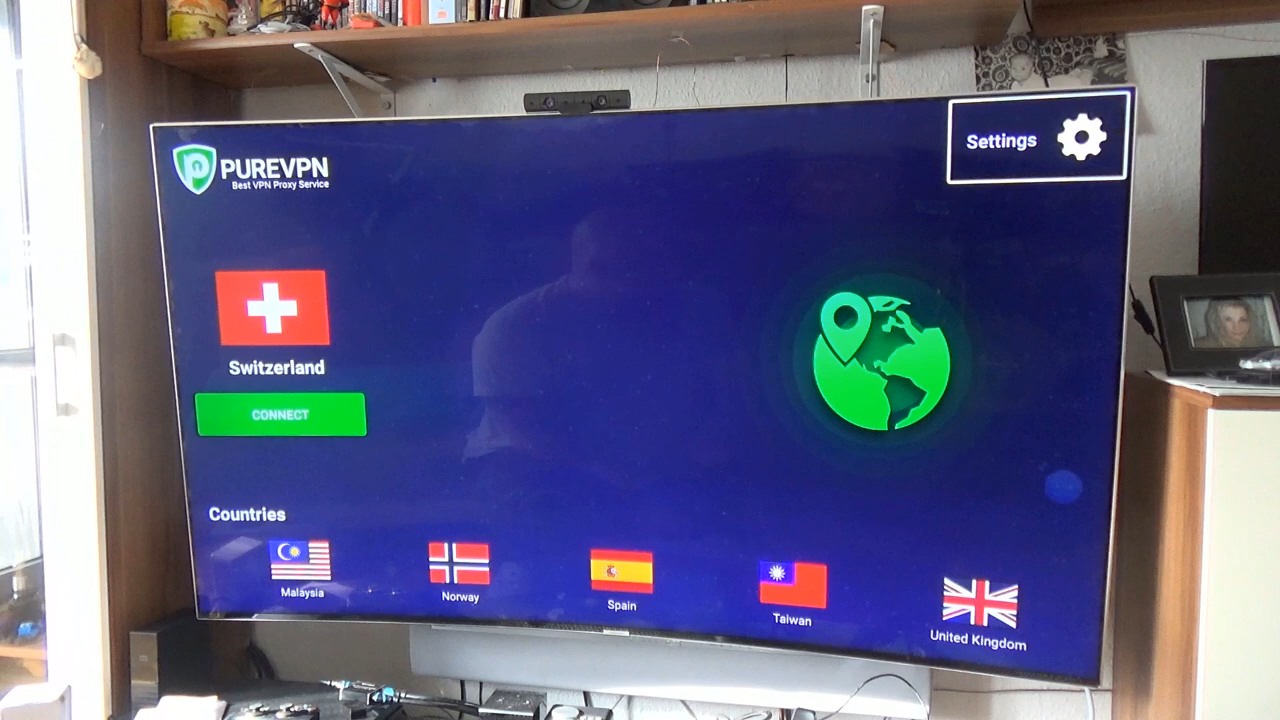 PUREVPN
Best VPN Proxy Service
Settings
Switzerland
CONNECT
Countries
Malaysia
Norway
Spain
Taiwan
United Kingdom